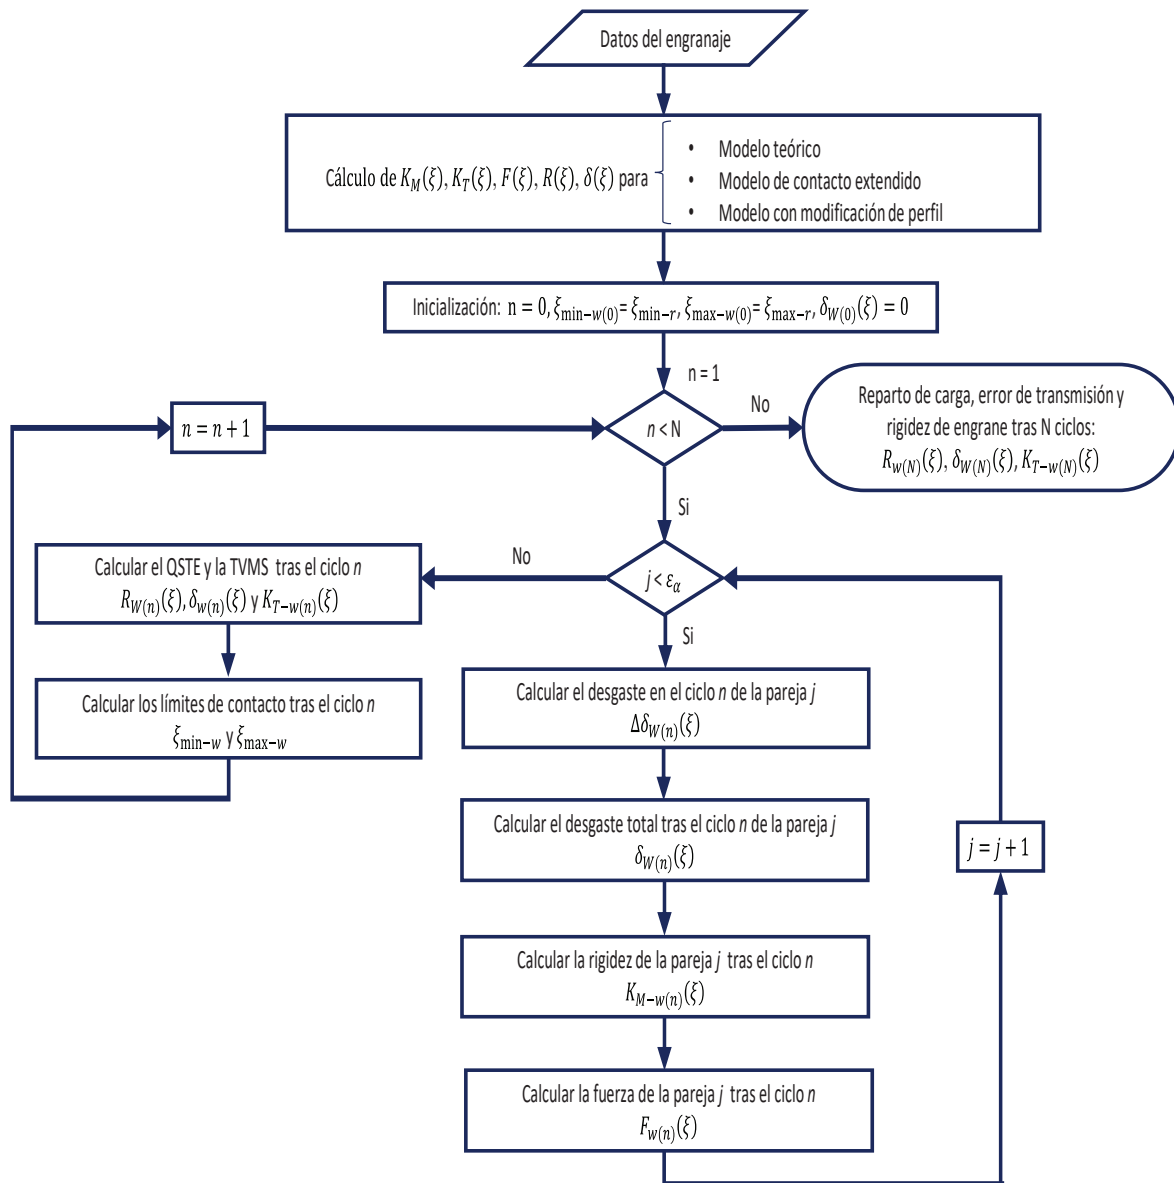 Datos del engranaje
Cálculo de K_M(ξ), K_T(ξ), F(ξ), R(ξ), δ(ξ) para
• Modelo teórico
• Modelo de contacto extendido
• Modelo con modificación de perfil
Inicialización: n = 0, ξ_min−w(0)= ξ_min−r, ξ_max−w(0)= ξ_max−r, δ_W(0)(ξ) = 0
n = 1
n = n + 1
n < N
No
Reparto de carga, error de transmisión y
rigidez de engrane tras N ciclos:
R_w(N)(ξ), δ_W(N)(ξ), K_T−w(N)(ξ)
Si
Calcular el QSTE y la TVMS tras el ciclo n
R_W(n)(ξ), δ_w(n)(ξ) y K_T−w(n)(ξ)
No
j < ε_α
Si
Calcular los límites de contacto tras el ciclo n
ξ_min−w y ξ_max−w
Calcular el desgaste en el ciclo n de la pareja j
Δδ_W(n)(ξ)
Calcular el desgaste total tras el ciclo n de la pareja j
δ_W(n)(ξ)
j = j + 1
Calcular la rigidez de la pareja j tras el ciclo n
K_M−w(n)(ξ)
Calcular la fuerza de la pareja j tras el ciclo n
F_w(n)(ξ)